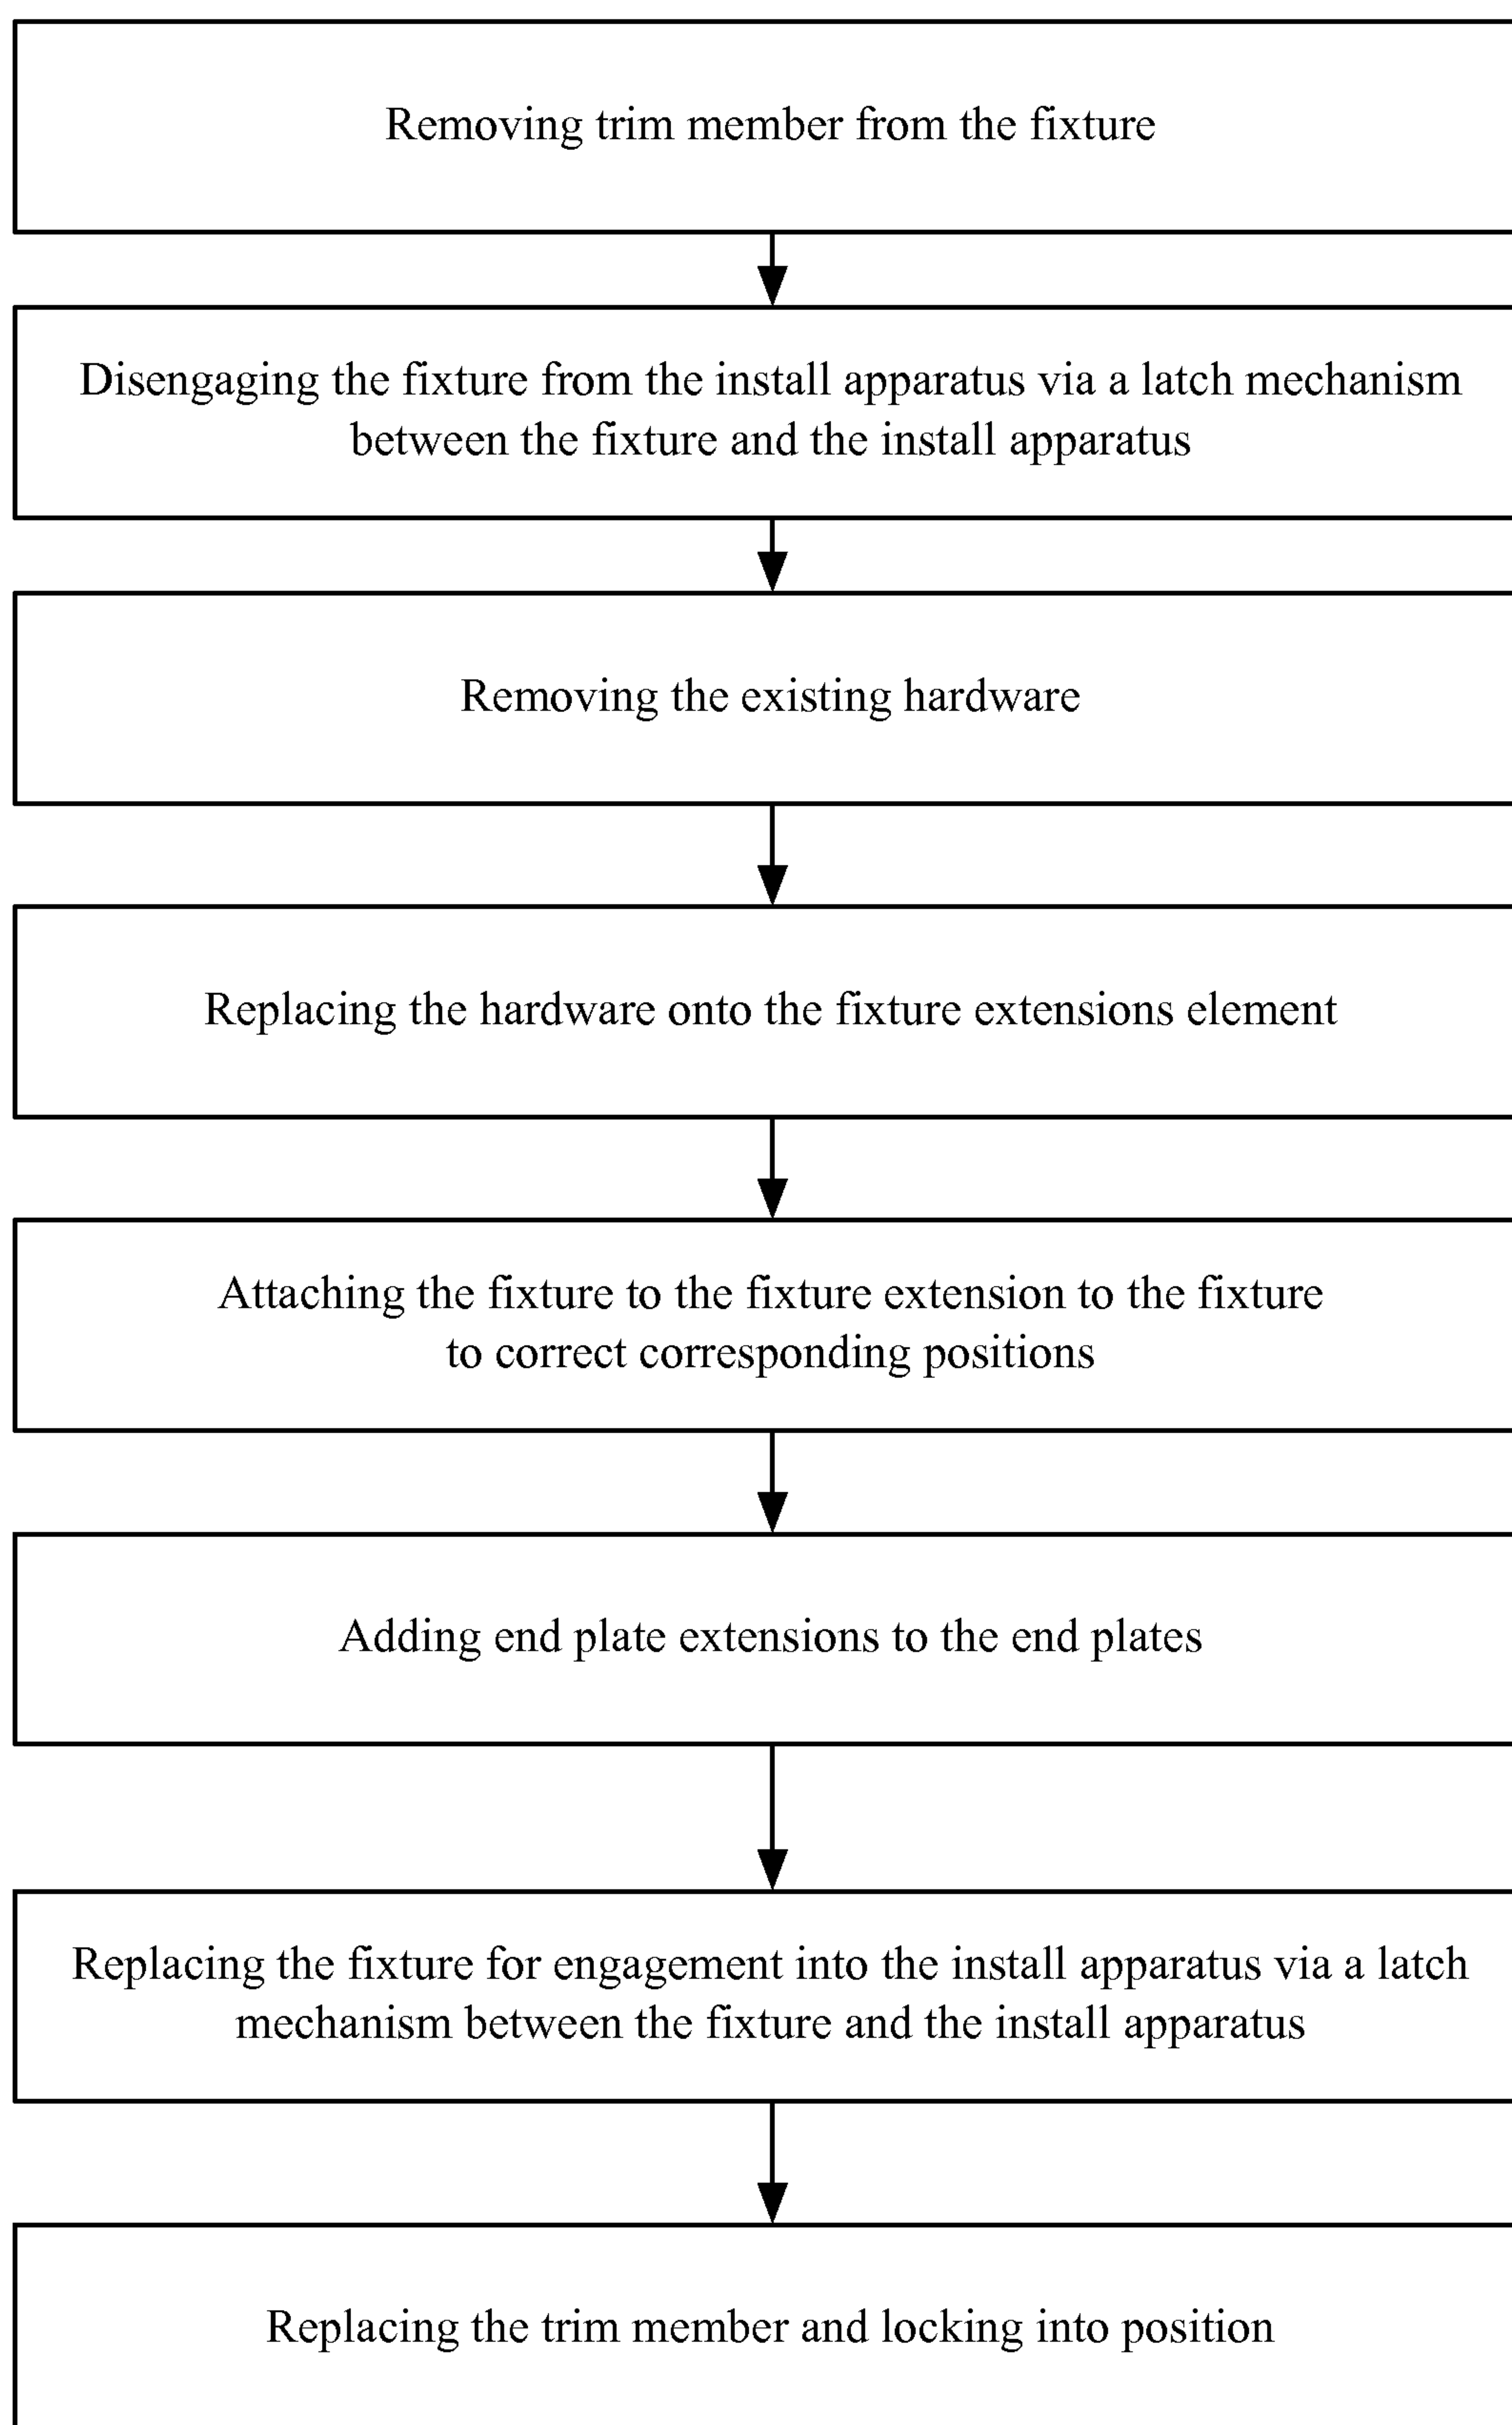 Removing trim member from the fixture
Disengaging the fixture from the install apparatus via a latch mechanism
between the fixture and the install apparatus
Removing the existing hardware
Replacing the hardware onto the fixture extensions element
Attaching the fixture to the fixture extension to the fixture
to correct corresponding positions
Adding end plate extensions to the end plates
Replacing the fixture for engagement into the install apparatus via a latch
mechanism between the fixture and the install apparatus
Replacing the trim member and locking into position